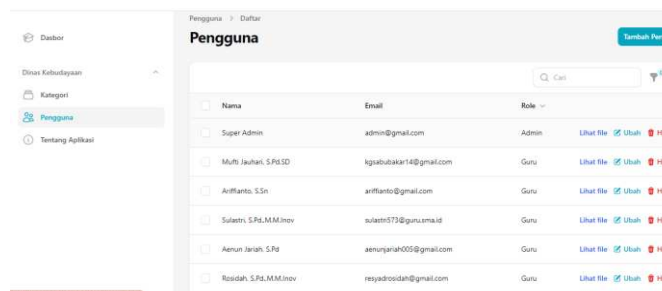 Pengguna > Daftar
Dasbor
Pengguna
Tambah Pen
Dinas Kebudayaan
Cari
Kategori
Nama Email Role
Pengguna
Super Admin admin@gmail.com Admin Lihat file Ubah H
Tentang Aplikasi
Mufti Jauhari, S.Pd.SD kgsabubakar14@gmail.com Guru Lihat file Ubah H
Ariffianto, S.Sn ariffianto@gmail.com Guru Lihat file Ubah H
Sulastri, S.Pd.,M.M.Inov sulastri573@guru.sma.id Guru Lihat file Ubah H
Aenun Jariah, S.Pd aenunjariah005@gmail.com Guru Lihat file Ubah H
Rosidah, S.Pd.,M.M.Inov resyadrosidah@gmail.com Guru Lihat file Ubah H